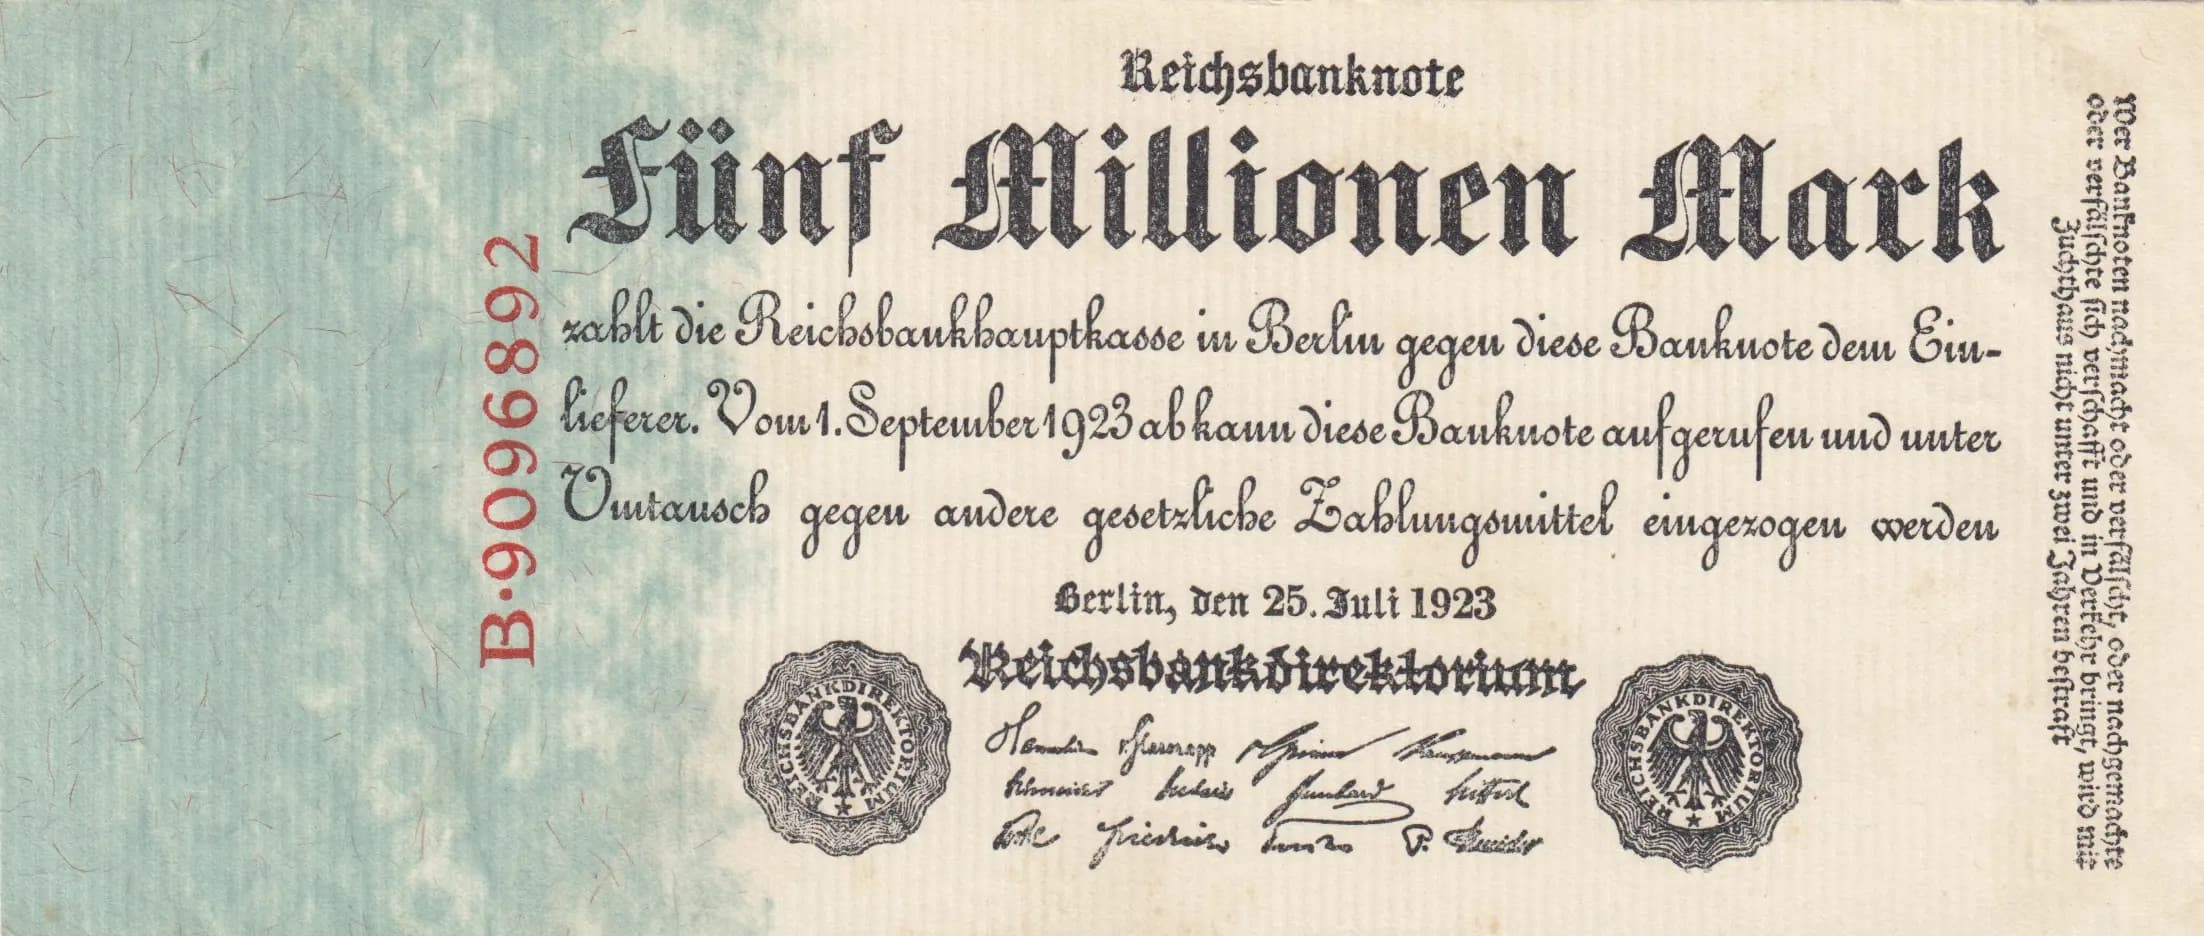 Reichsbanknote
Fünf Millionen Mark
zahlt die Reichsbankhauptkasse in Berlin gegen diese Banknote dem Ein-
lieferer. Vom 1. September 1923 ab kann diese Banknote aufgerufen und unter
Umtausch gegen andere gesetzliche Zahlungsmittel eingezogen werden
Berlin, den 25. Juli 1923
Reichsbankdirektorium
REICHSBANKDIREKTORIUM
REICHSBANKDIREKTORIUM
B·9096892
Wer Banknoten nachmacht oder verfälscht, oder nachgemachte
oder verfälschte sich verschafft und in Verkehr bringt, wird mit
Zuchthaus nicht unter zwei Jahren bestraft